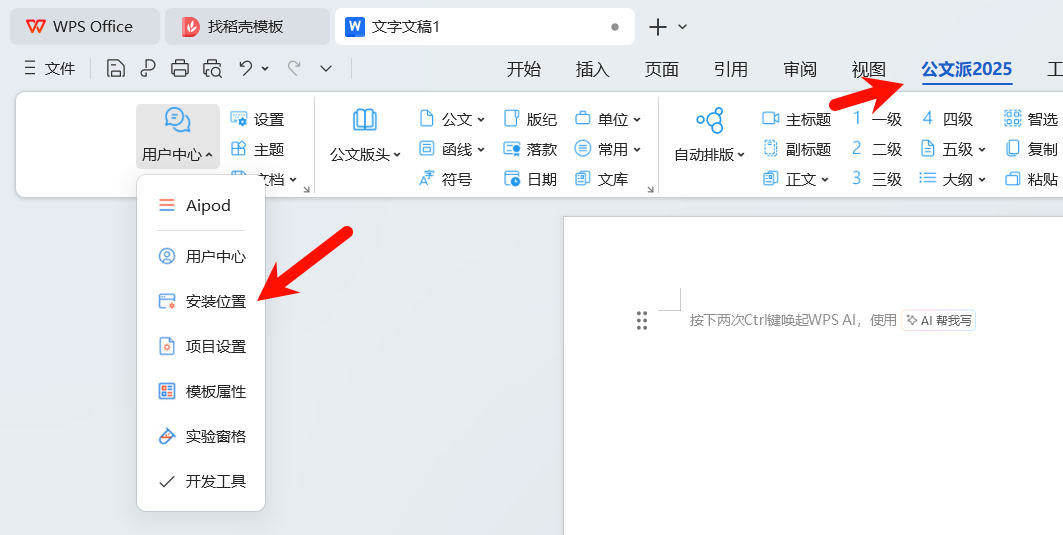 WPS Office 找稻壳模板 文字文稿1
文件 开始 插入 页面 引用 审阅 视图 公文派2025 工
设置 公文 版纪 单位 主标题 1 一级 4 四级 智选
用户中心 主题 公文版头 函线 落款 常用 自动排版 副标题 2 二级 五级 复制
文档 符号 日期 文库 正文 3 三级 大纲 粘贴
Aipod
用户中心
安装位置
项目设置
模板属性
实验窗格
开发工具
按下两次Ctrl键唤起WPS AI，使用 AI 帮我写